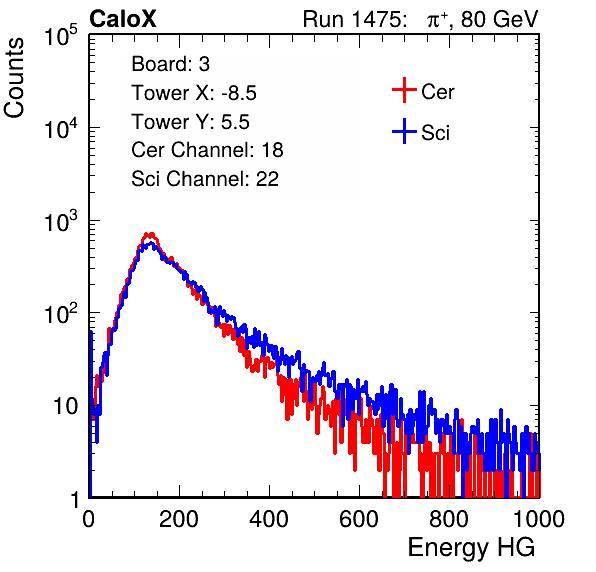 CaloX Run 1475: π⁺, 80 GeV
Counts
Board: 3
Tower X: -8.5
Tower Y: 5.5
Cer Channel: 18
Sci Channel: 22
Cer
Sci
10⁵
10⁴
10³
10²
10
1
0 200 400 600 800 1000
Energy HG